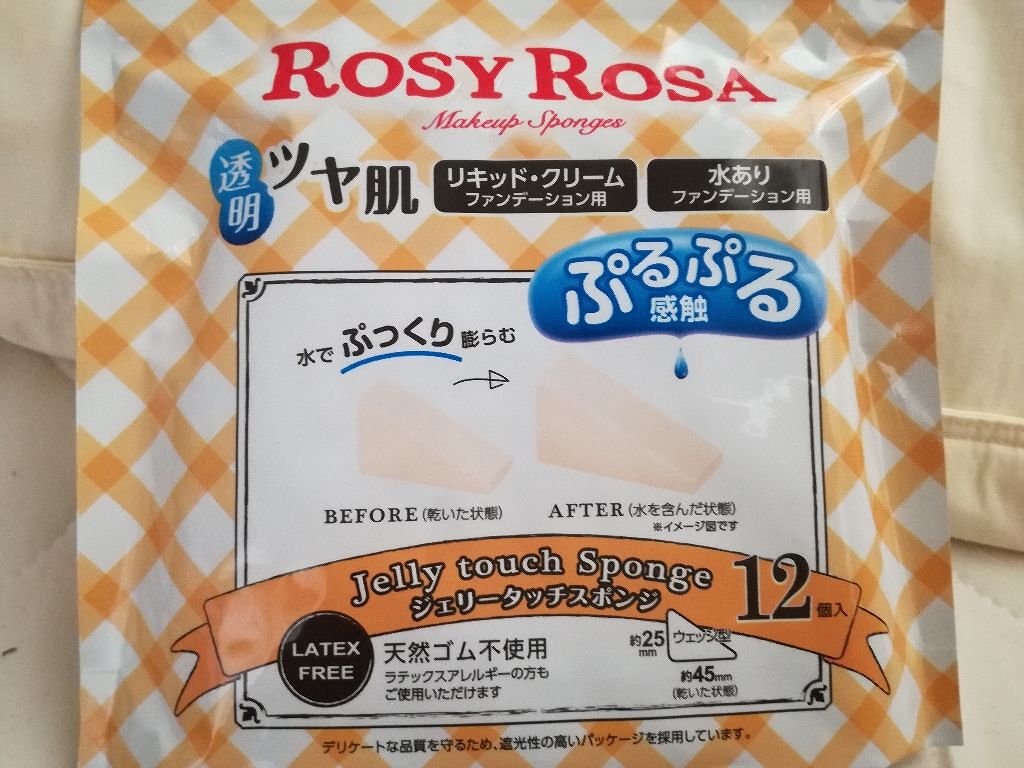 ROSY ROSA
Makeup Sponges
透明
ツヤ肌
リキッド・クリーム
ファンデーション用
水あり
ファンデーション用
ぷるぷる
感触
水でぷっくり膨らむ
BEFORE(乾いた状態)
AFTER(水を含んだ状態)
※イメージ図です
Jelly touch Sponge
ジェリータッチスポンジ
12個入
LATEX
FREE
天然ゴム不使用
ラテックスアレルギーの方も
ご使用いただけます
約25
mm
ウェッジ型
約45mm
(乾いた状態)
デリケートな品質を守るため、遮光性の高いパッケージを採用しています。